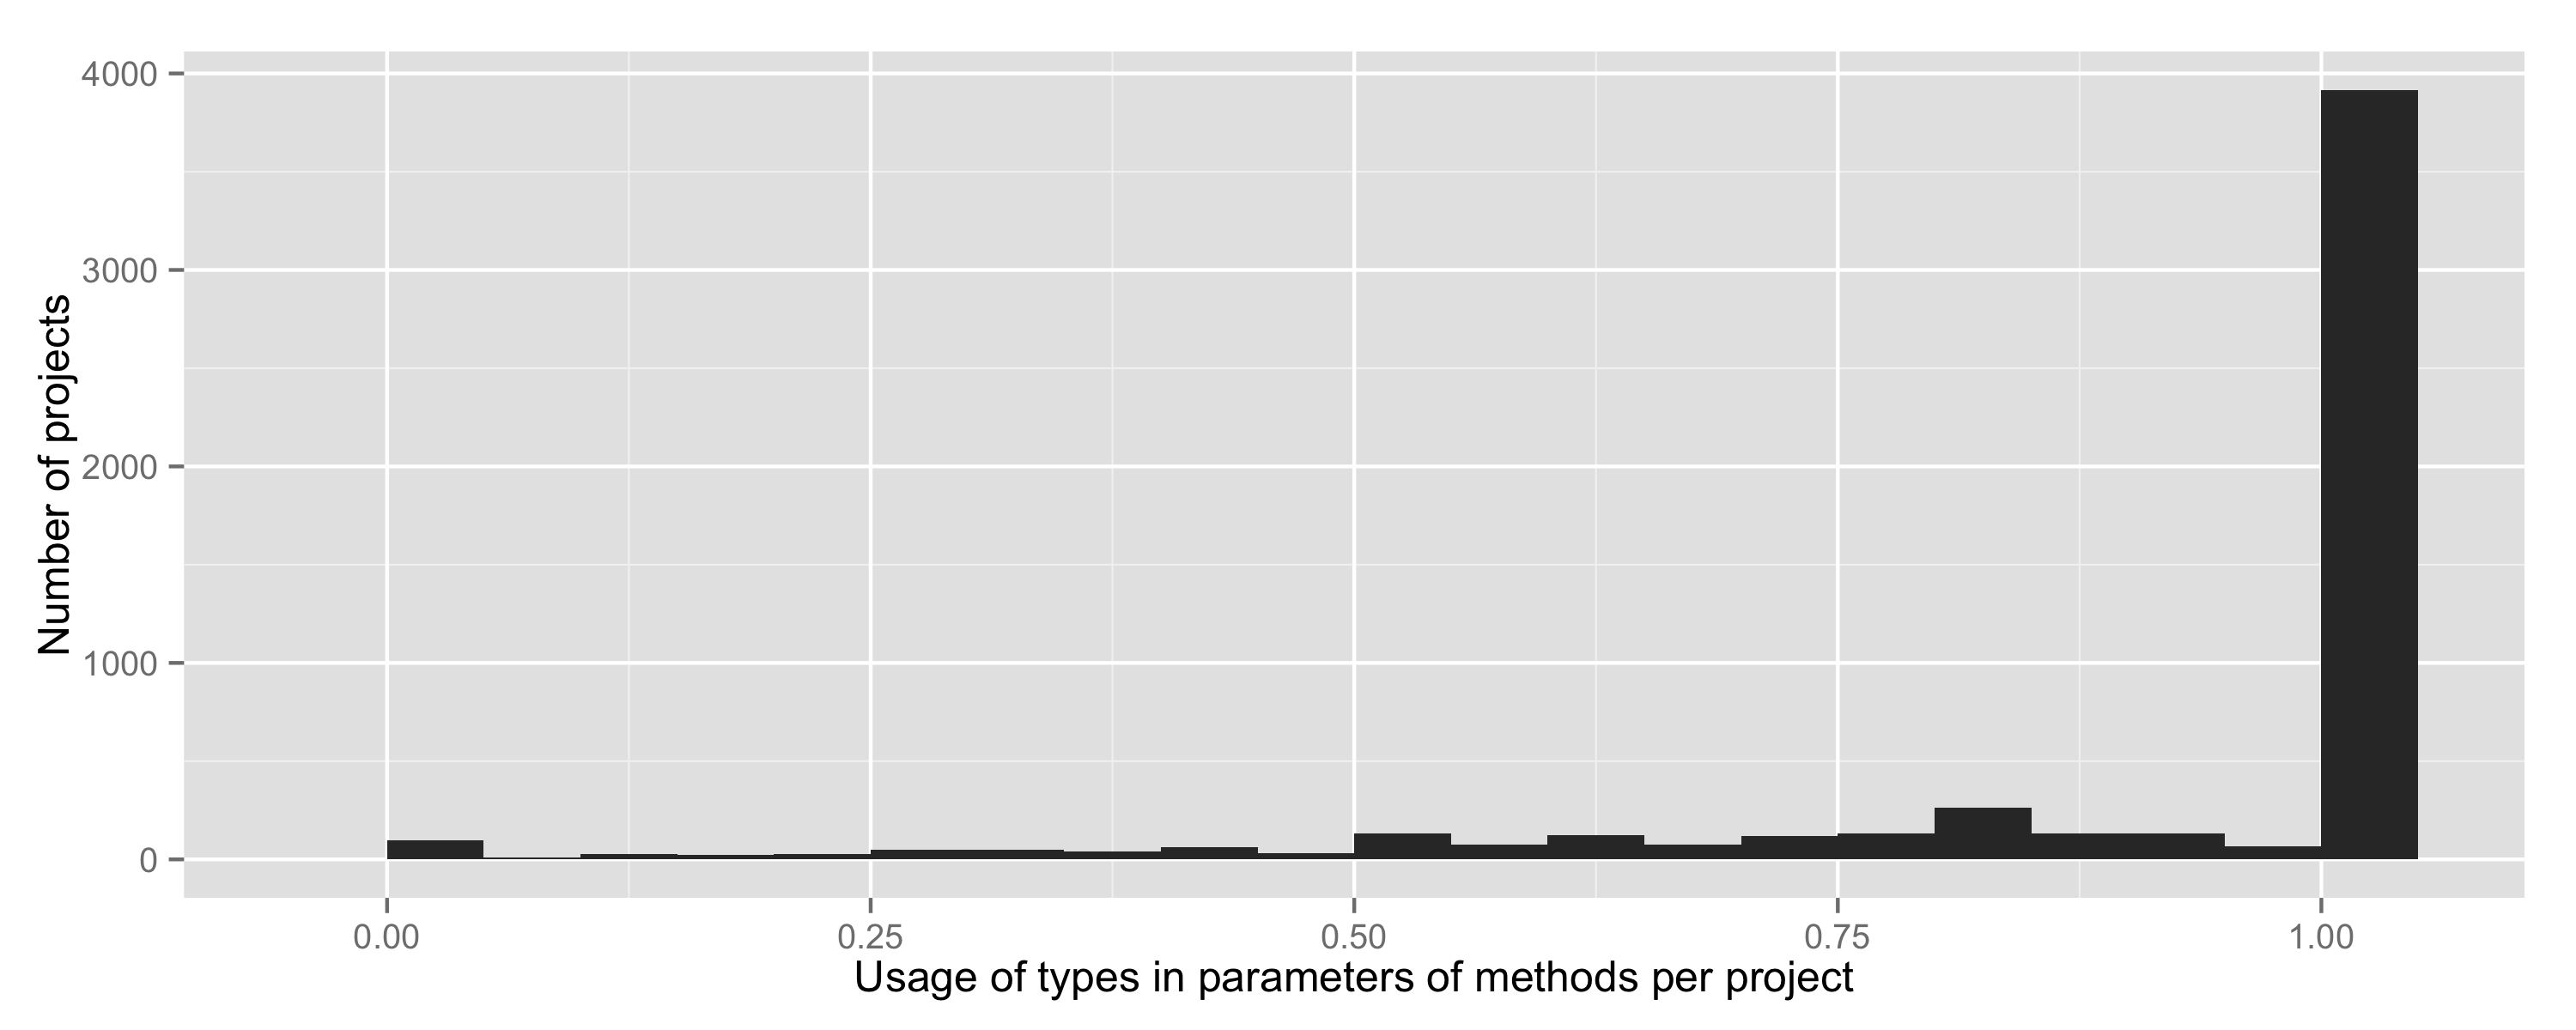 Number of projects
4000
3000
2000
1000
0
0.00 0.25 0.50 0.75 1.00
Usage of types in parameters of methods per project